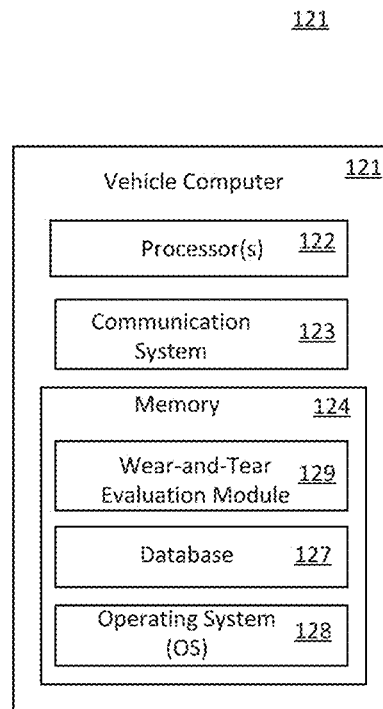 121
Vehicle Computer 121
Processor(s) 122
Communication
System 123
Memory 124
Wear-and-Tear
Evaluation Module 129
Database 127
Operating System
(OS) 128